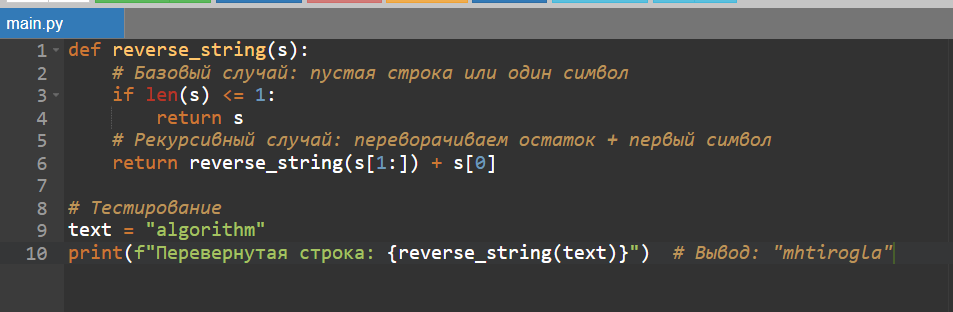 main.py
1 def reverse_string(s):
2 # Базовый случай: пустая строка или один символ
3 if len(s) <= 1:
4 return s
5 # Рекурсивный случай: переворачиваем остаток + первый символ
6 return reverse_string(s[1:]) + s[0]
7
8 # Тестирование
9 text = "algorithm"
10 print(f"Перевернутая строка: {reverse_string(text)}") # Вывод: "mhtirogla"